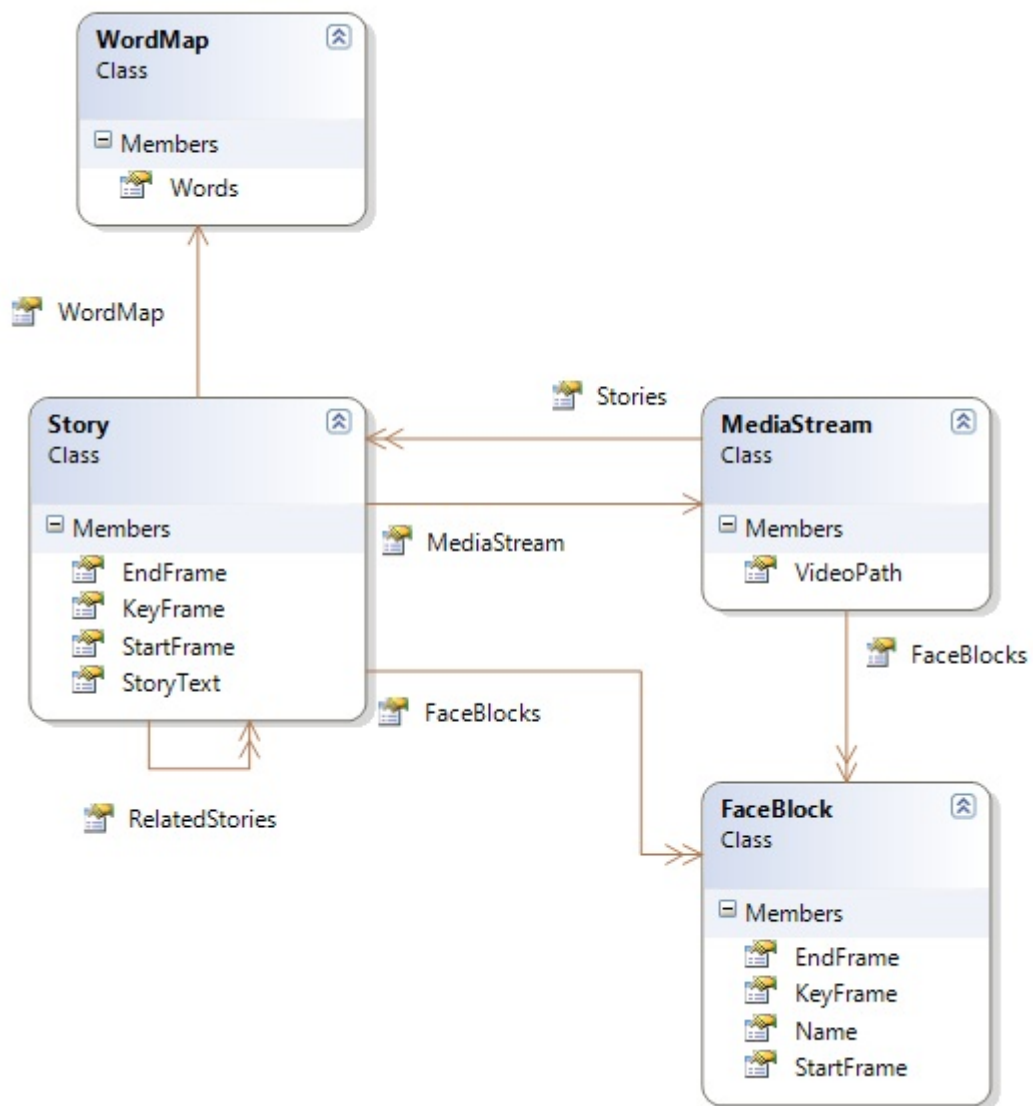 WordMap
Class
Members
Words
WordMap
Stories
Story
Class
Members
EndFrame
KeyFrame
StartFrame
StoryText
MediaStream
MediaStream
Class
Members
VideoPath
FaceBlocks
FaceBlocks
RelatedStories
FaceBlock
Class
Members
EndFrame
KeyFrame
Name
StartFrame